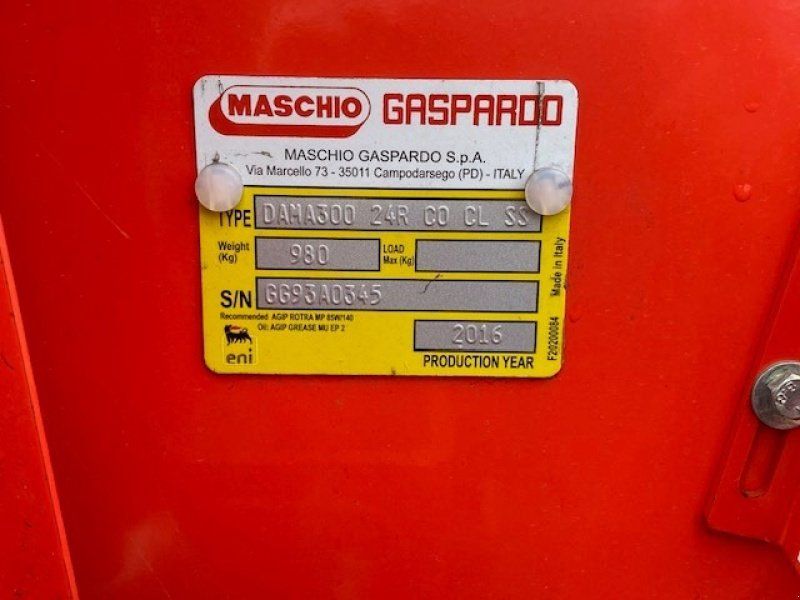 MASCHIO GASPARDO
MASCHIO GASPARDO S.p.A.
Via Marcello 73 - 35011 Campodarsego (PD) - ITALY
TYPE DAMA300 24R CO CL SS
Weight (Kg) 980 LOAD Max (Kg)
S/N GG93A0345
Recommended AGIP ROTRA MP 85W/140
Oil: AGIP GREASE MU EP 2
eni
2016
PRODUCTION YEAR
Made in Italy
F20200084